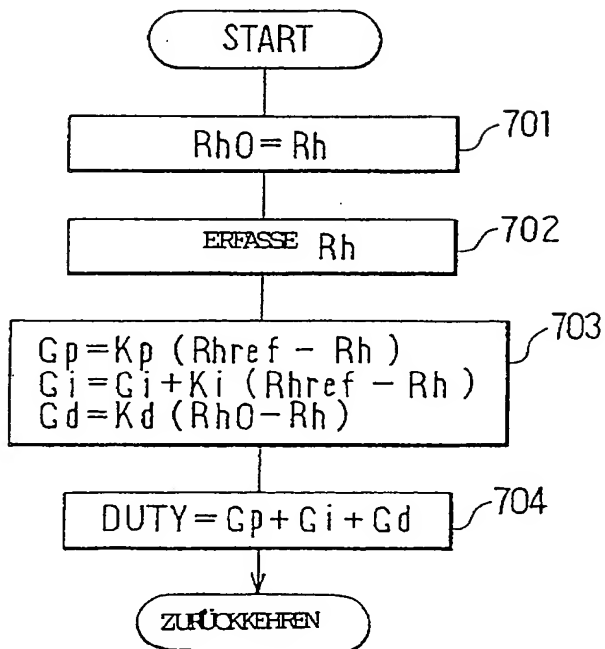 START
RhO=Rh
701
ERFASSE Rh
702
Gp=Kp (Rhref - Rh)
Gi=Gi+Ki (Rhref - Rh)
Gd=Kd (RhO-Rh)
703
DUTY=Gp+Gi+Gd
704
ZURÜCKKEHREN